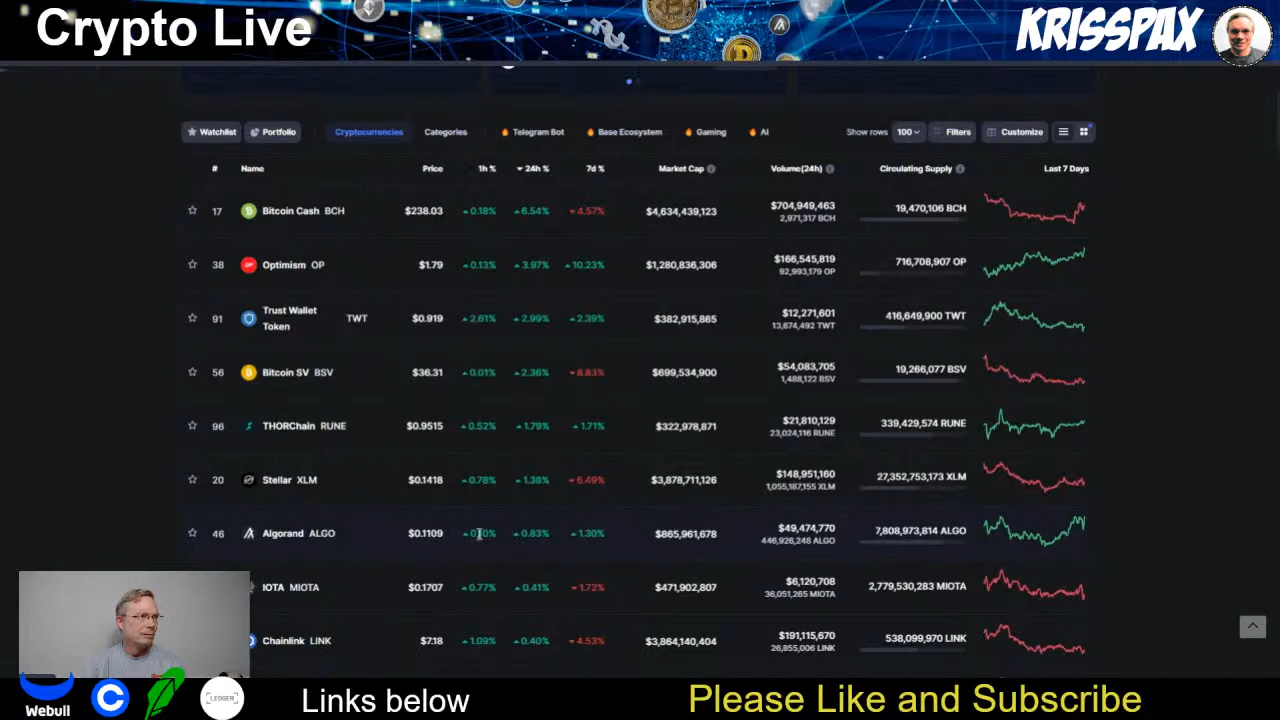 Crypto Live
KRISSPAX
Watchlist Portfolio Cryptocurrencies Categories Telegram Bot Base Ecosystem Gaming AI Show rows 100 Filters Customize
# Name Price 1h % 24h % 7d % Market Cap Volume(24h) Circulating Supply Last 7 Days
17 Bitcoin Cash BCH $238.03 0.18% 6.54% 4.57% $4,634,439,123 $704,949,463 19,470,106 BCH
2,971,317 BCH
38 Optimism OP $1.79 0.13% 3.97% 10.23% $1,280,836,306 $166,545,819 716,708,907 OP
92,993,179 OP
91 Trust Wallet Token TWT $0.919 2.61% 2.99% 2.39% $382,915,865 $12,271,601 416,649,900 TWT
13,674,492 TWT
56 Bitcoin SV BSV $36.31 0.01% 2.36% 8.83% $699,534,900 $54,083,705 19,266,077 BSV
1,488,122 BSV
96 THORChain RUNE $0.9515 0.52% 1.79% 1.71% $322,978,871 $21,810,129 339,429,574 RUNE
23,024,116 RUNE
20 Stellar XLM $0.1418 0.78% 1.38% 6.49% $3,878,711,126 $148,951,160 27,352,753,173 XLM
1,055,187,155 XLM
46 Algorand ALGO $0.1109 0.83% 1.30% $865,961,678 $49,474,770 7,808,973,814 ALGO
446,926,248 ALGO
IOTA MIOTA $0.1707 0.77% 0.41% 1.72% $471,902,807 $6,120,708 2,779,530,283 MIOTA
36,051,265 MIOTA
Chainlink LINK $7.18 1.09% 0.40% 4.53% $3,864,140,404 $191,115,670 538,099,970 LINK
26,855,006 LINK
Webull LEDGER Links below Please Like and Subscribe